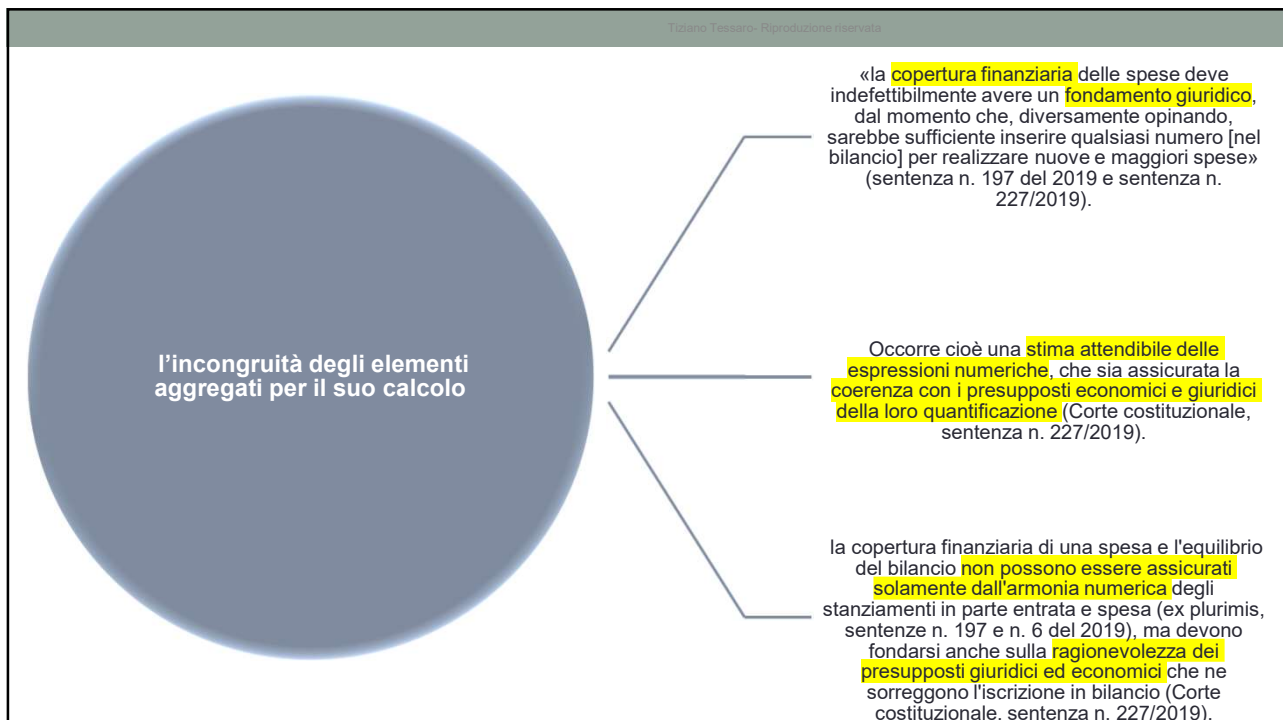 Tiziano Tessaro- Riproduzione riservata
l'incongruità degli elementi
aggregati per il suo calcolo
«la copertura finanziaria delle spese deve
indefettibilmente avere un fondamento giuridico,
dal momento che, diversamente opinando,
sarebbe sufficiente inserire qualsiasi numero [nel
bilancio] per realizzare nuove e maggiori spese»
(sentenza n. 197 del 2019 e sentenza n.
227/2019).
Occorre cioè una stima attendibile delle
espressioni numeriche, che sia assicurata la
coerenza con i presupposti economici e giuridici
della loro quantificazione (Corte costituzionale,
sentenza n. 227/2019).
la copertura finanziaria di una spesa e l'equilibrio
del bilancio non possono essere assicurati
solamente dall'armonia numerica degli
stanziamenti in parte entrata e spesa (ex plurimis,
sentenze n. 197 e n. 6 del 2019), ma devono
fondarsi anche sulla ragionevolezza dei
presupposti giuridici ed economici che ne
sorreggono l'iscrizione in bilancio (Corte
costituzionale, sentenza n. 227/2019).